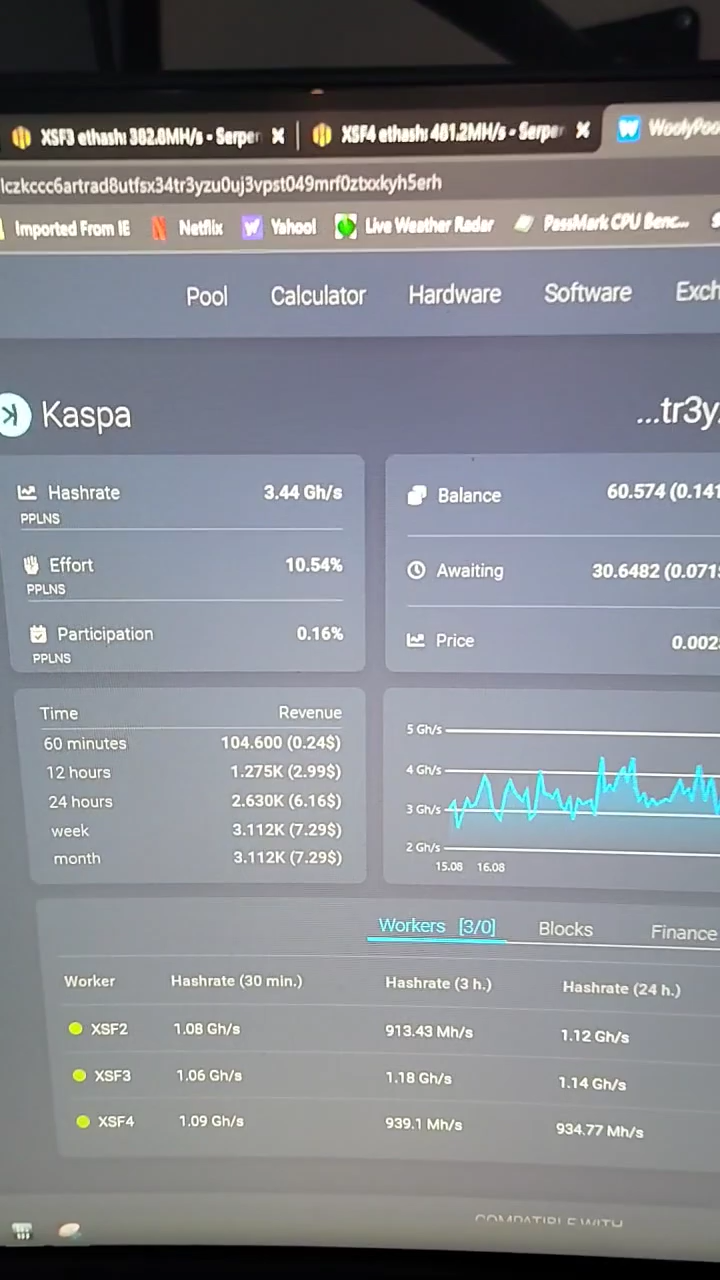 XSF3 ethash: 382.8MH/s - Serper XSF4 ethash: 461.2MH/s - Serper WoolyPoo
Imported From IE Netflix Yahoo! Live Weather Radar PassMark CPU Benc... S
Pool Calculator Hardware Software Exch
Kaspa ...tr3y
Hashrate 3.44 Gh/s
PPLNS
Effort 10.54%
PPLNS
Participation 0.16%
PPLNS
Balance 60.574 (0.141
Awaiting 30.6482 (0.071
Price 0.002
Time Revenue
60 minutes 104.600 (0.24$)
12 hours 1.275K (2.99$)
24 hours 2.630K (6.16$)
week 3.112K (7.29$)
month 3.112K (7.29$)
5 Gh/s
4 Gh/s
3 Gh/s
2 Gh/s
15.08 16.08
Workers [3/0] Blocks Finance
Worker Hashrate (30 min.) Hashrate (3 h.) Hashrate (24 h.)
XSF2 1.08 Gh/s 913.43 Mh/s 1.12 Gh/s
XSF3 1.06 Gh/s 1.18 Gh/s 1.14 Gh/s
XSF4 1.09 Gh/s 939.1 Mh/s 934.77 Mh/s
COMPATIBLE WITH